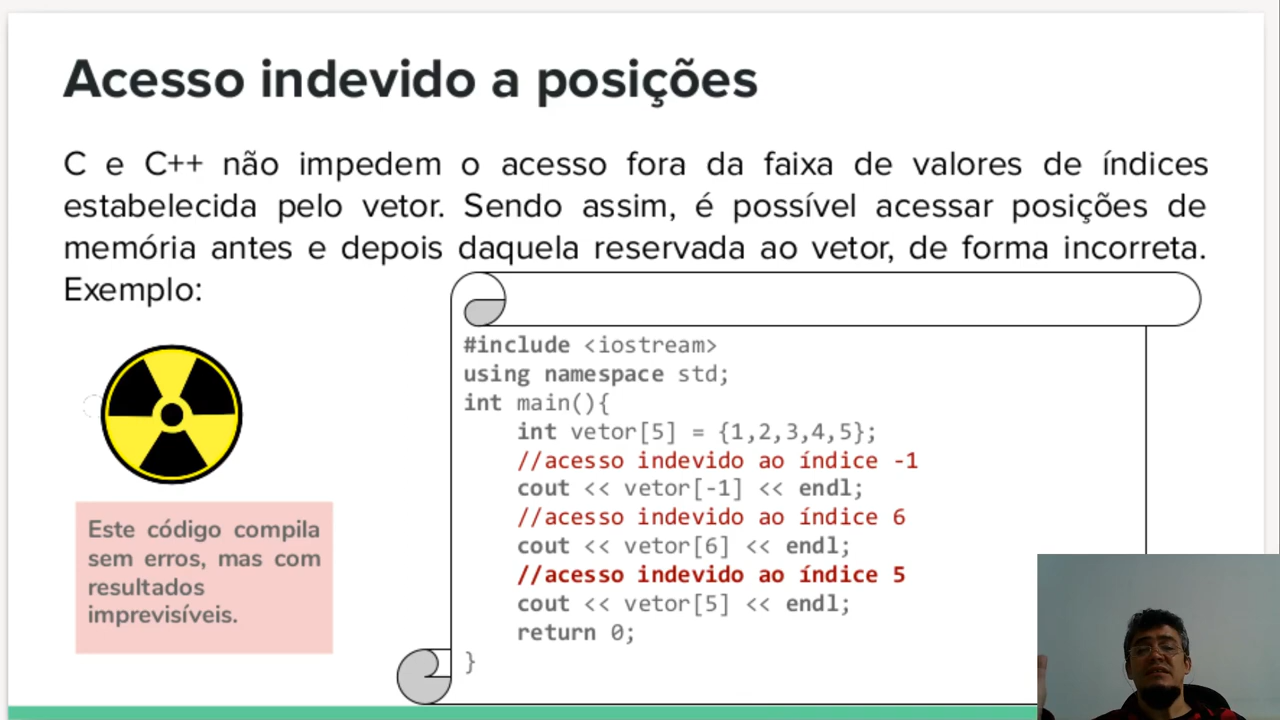 Acesso indevido a posições
C e C++ não impedem o acesso fora da faixa de valores de índices
estabelecida pelo vetor. Sendo assim, é possível acessar posições de
memória antes e depois daquela reservada ao vetor, de forma incorreta.
Exemplo:
#include <iostream>
using namespace std;
int main(){
    int vetor[5] = {1,2,3,4,5};
    //acesso indevido ao índice -1
    cout << vetor[-1] << endl;
    //acesso indevido ao índice 6
    cout << vetor[6] << endl;
    //acesso indevido ao índice 5
    cout << vetor[5] << endl;
    return 0;
}
Este código compila
sem erros, mas com
resultados
imprevisíveis.